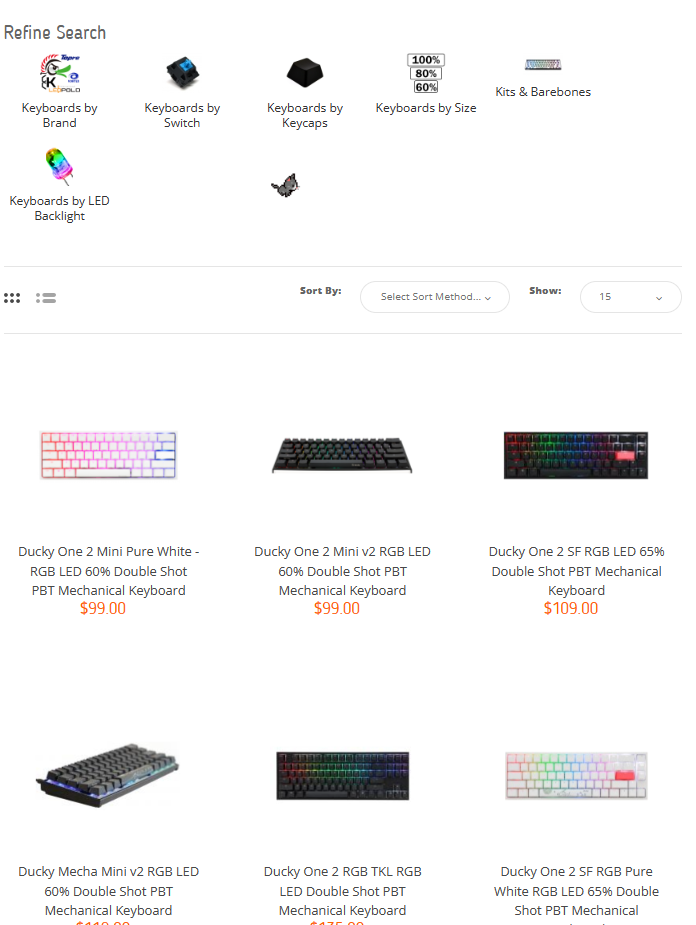 Refine Search
Topre
LEOPOLD
100%
80%
60%
Keyboards by
Brand
Keyboards by
Switch
Keyboards by
Keycaps
Keyboards by Size
Kits & Barebones
Keyboards by LED
Backlight
Sort By:
Select Sort Method...
Show:
15
Ducky One 2 Mini Pure White -
RGB LED 60% Double Shot
PBT Mechanical Keyboard
$99.00
Ducky One 2 Mini v2 RGB LED
60% Double Shot PBT
Mechanical Keyboard
$99.00
Ducky One 2 SF RGB LED 65%
Double Shot PBT Mechanical
Keyboard
$109.00
Ducky Mecha Mini v2 RGB LED
60% Double Shot PBT
Mechanical Keyboard
Ducky One 2 RGB TKL RGB
LED Double Shot PBT
Mechanical Keyboard
Ducky One 2 SF RGB Pure
White RGB LED 65% Double
Shot PBT Mechanical